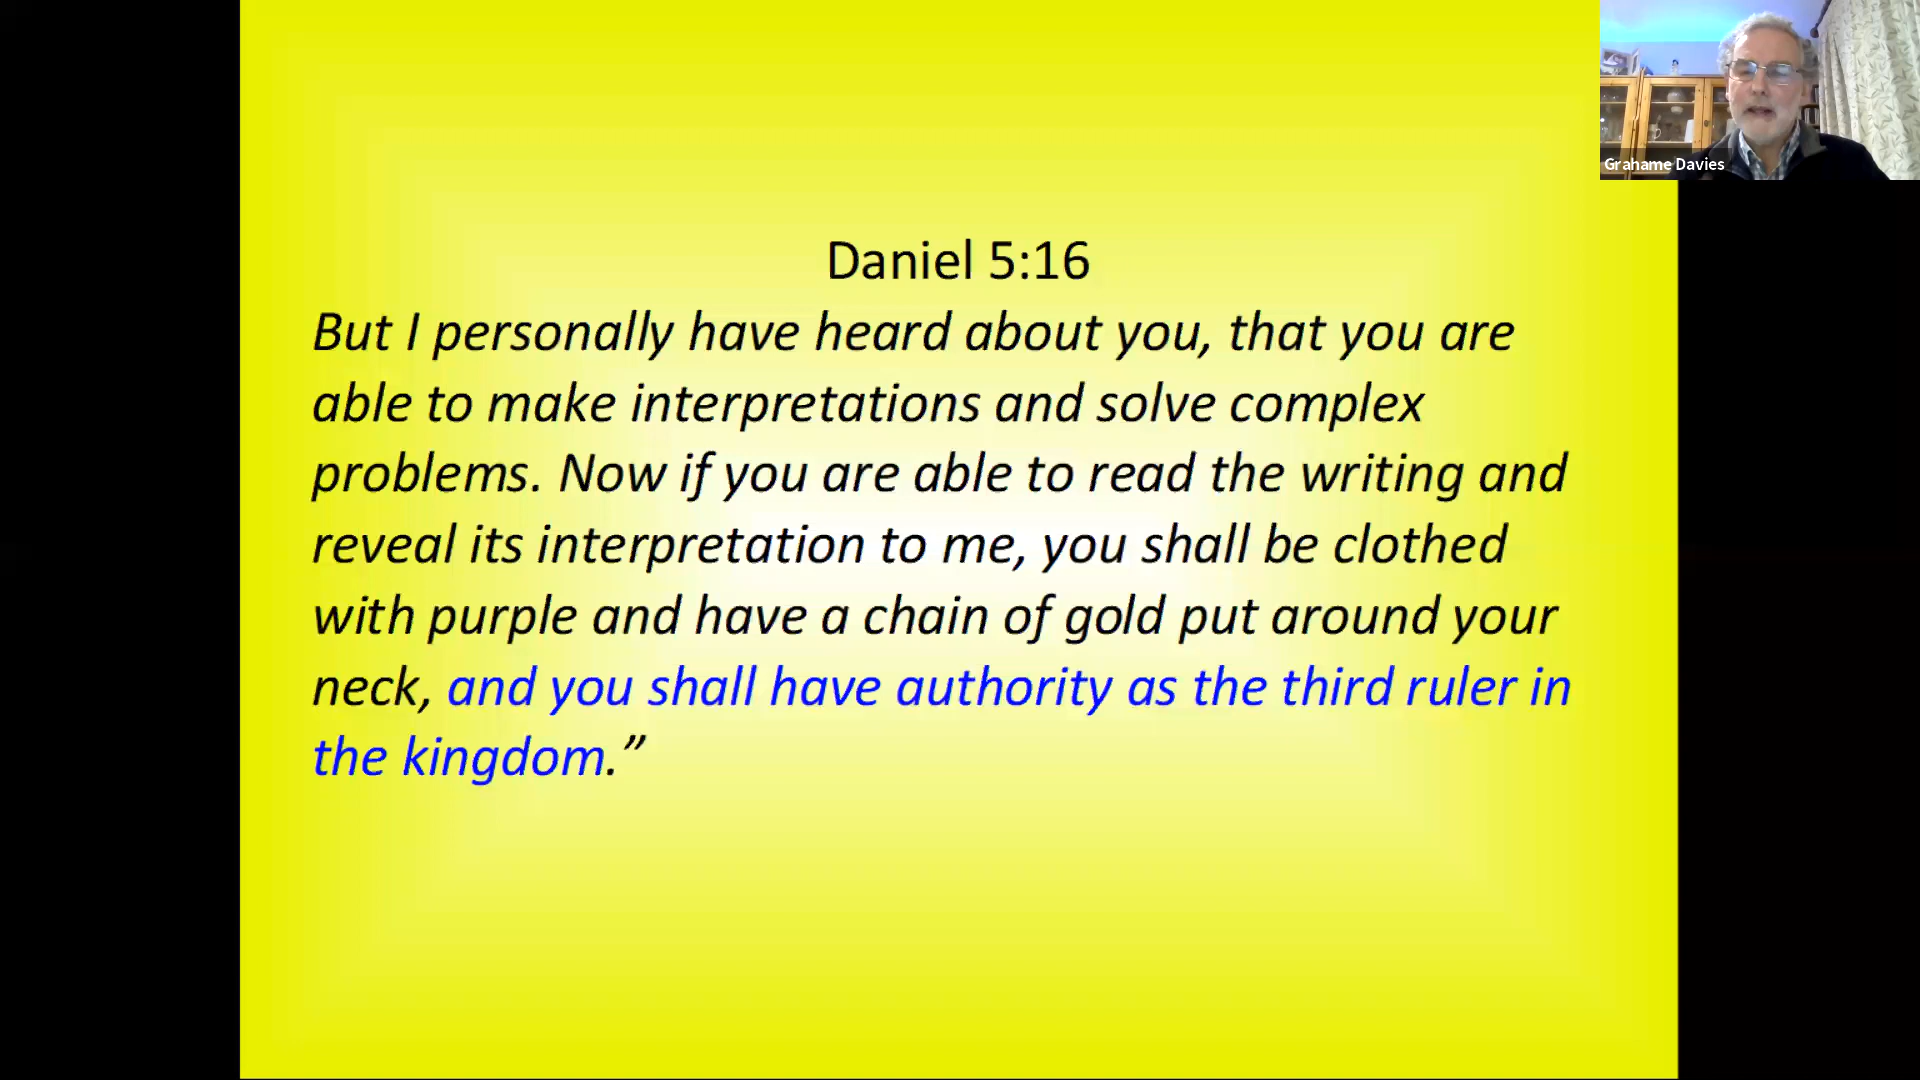 Grahame Davies
Daniel 5:16
But I personally have heard about you, that you are
able to make interpretations and solve complex
problems. Now if you are able to read the writing and
reveal its interpretation to me, you shall be clothed
with purple and have a chain of gold put around your
neck, and you shall have authority as the third ruler in
the kingdom.”